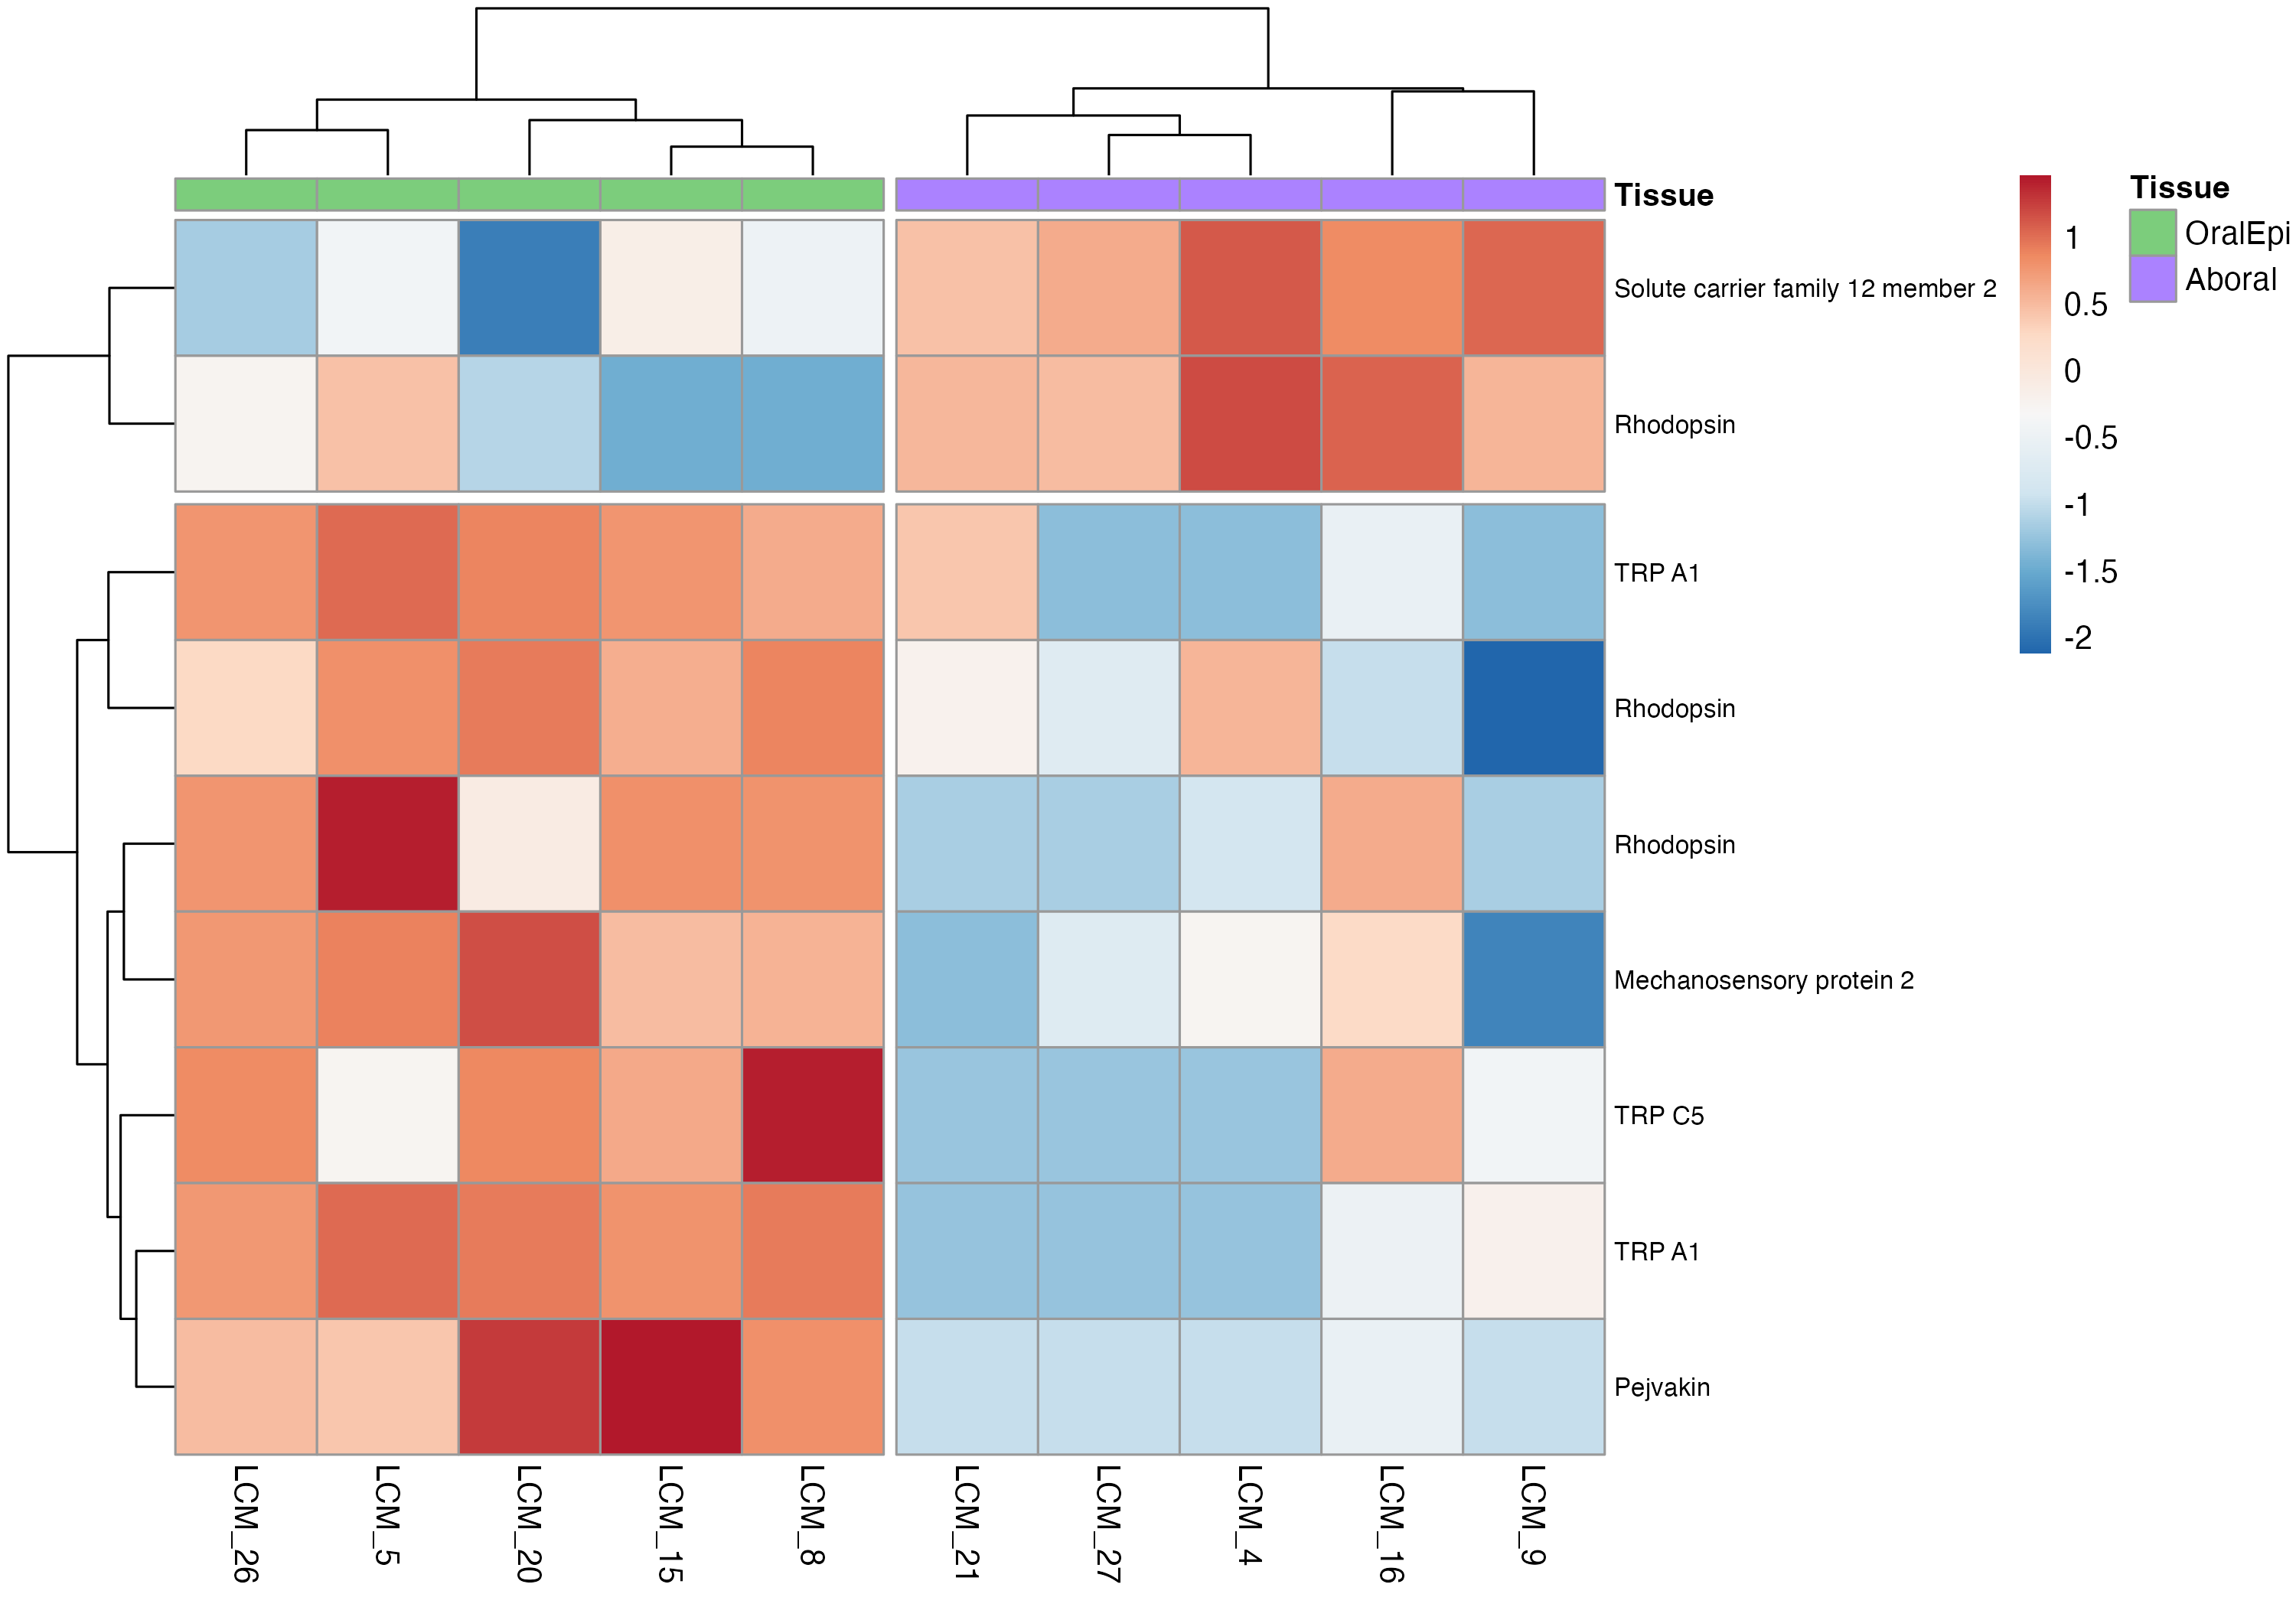 Tissue
Solute carrier family 12 member 2
Rhodopsin
TRP A1
Rhodopsin
Rhodopsin
Mechanosensory protein 2
TRP C5
TRP A1
Pejvakin
LCM_26
LCM_5
LCM_20
LCM_15
LCM_8
LCM_21
LCM_27
LCM_4
LCM_16
LCM_9
1
0.5
0
-0.5
-1
-1.5
-2
Tissue
OralEpi
Aboral